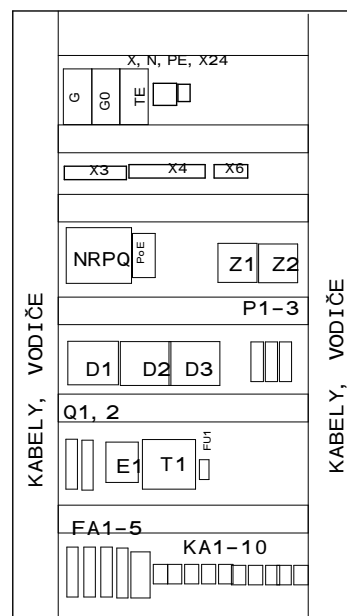 X, N, PE, X24
G
G0
TE
X3 X4 X6
NRPQ
PoE
Z1 Z2
P1-3
D1 D2 D3
Q1, 2
FU1
E1 T1
FA1-5
KA1-10
KABELY, VODIČE
KABELY, VODIČE